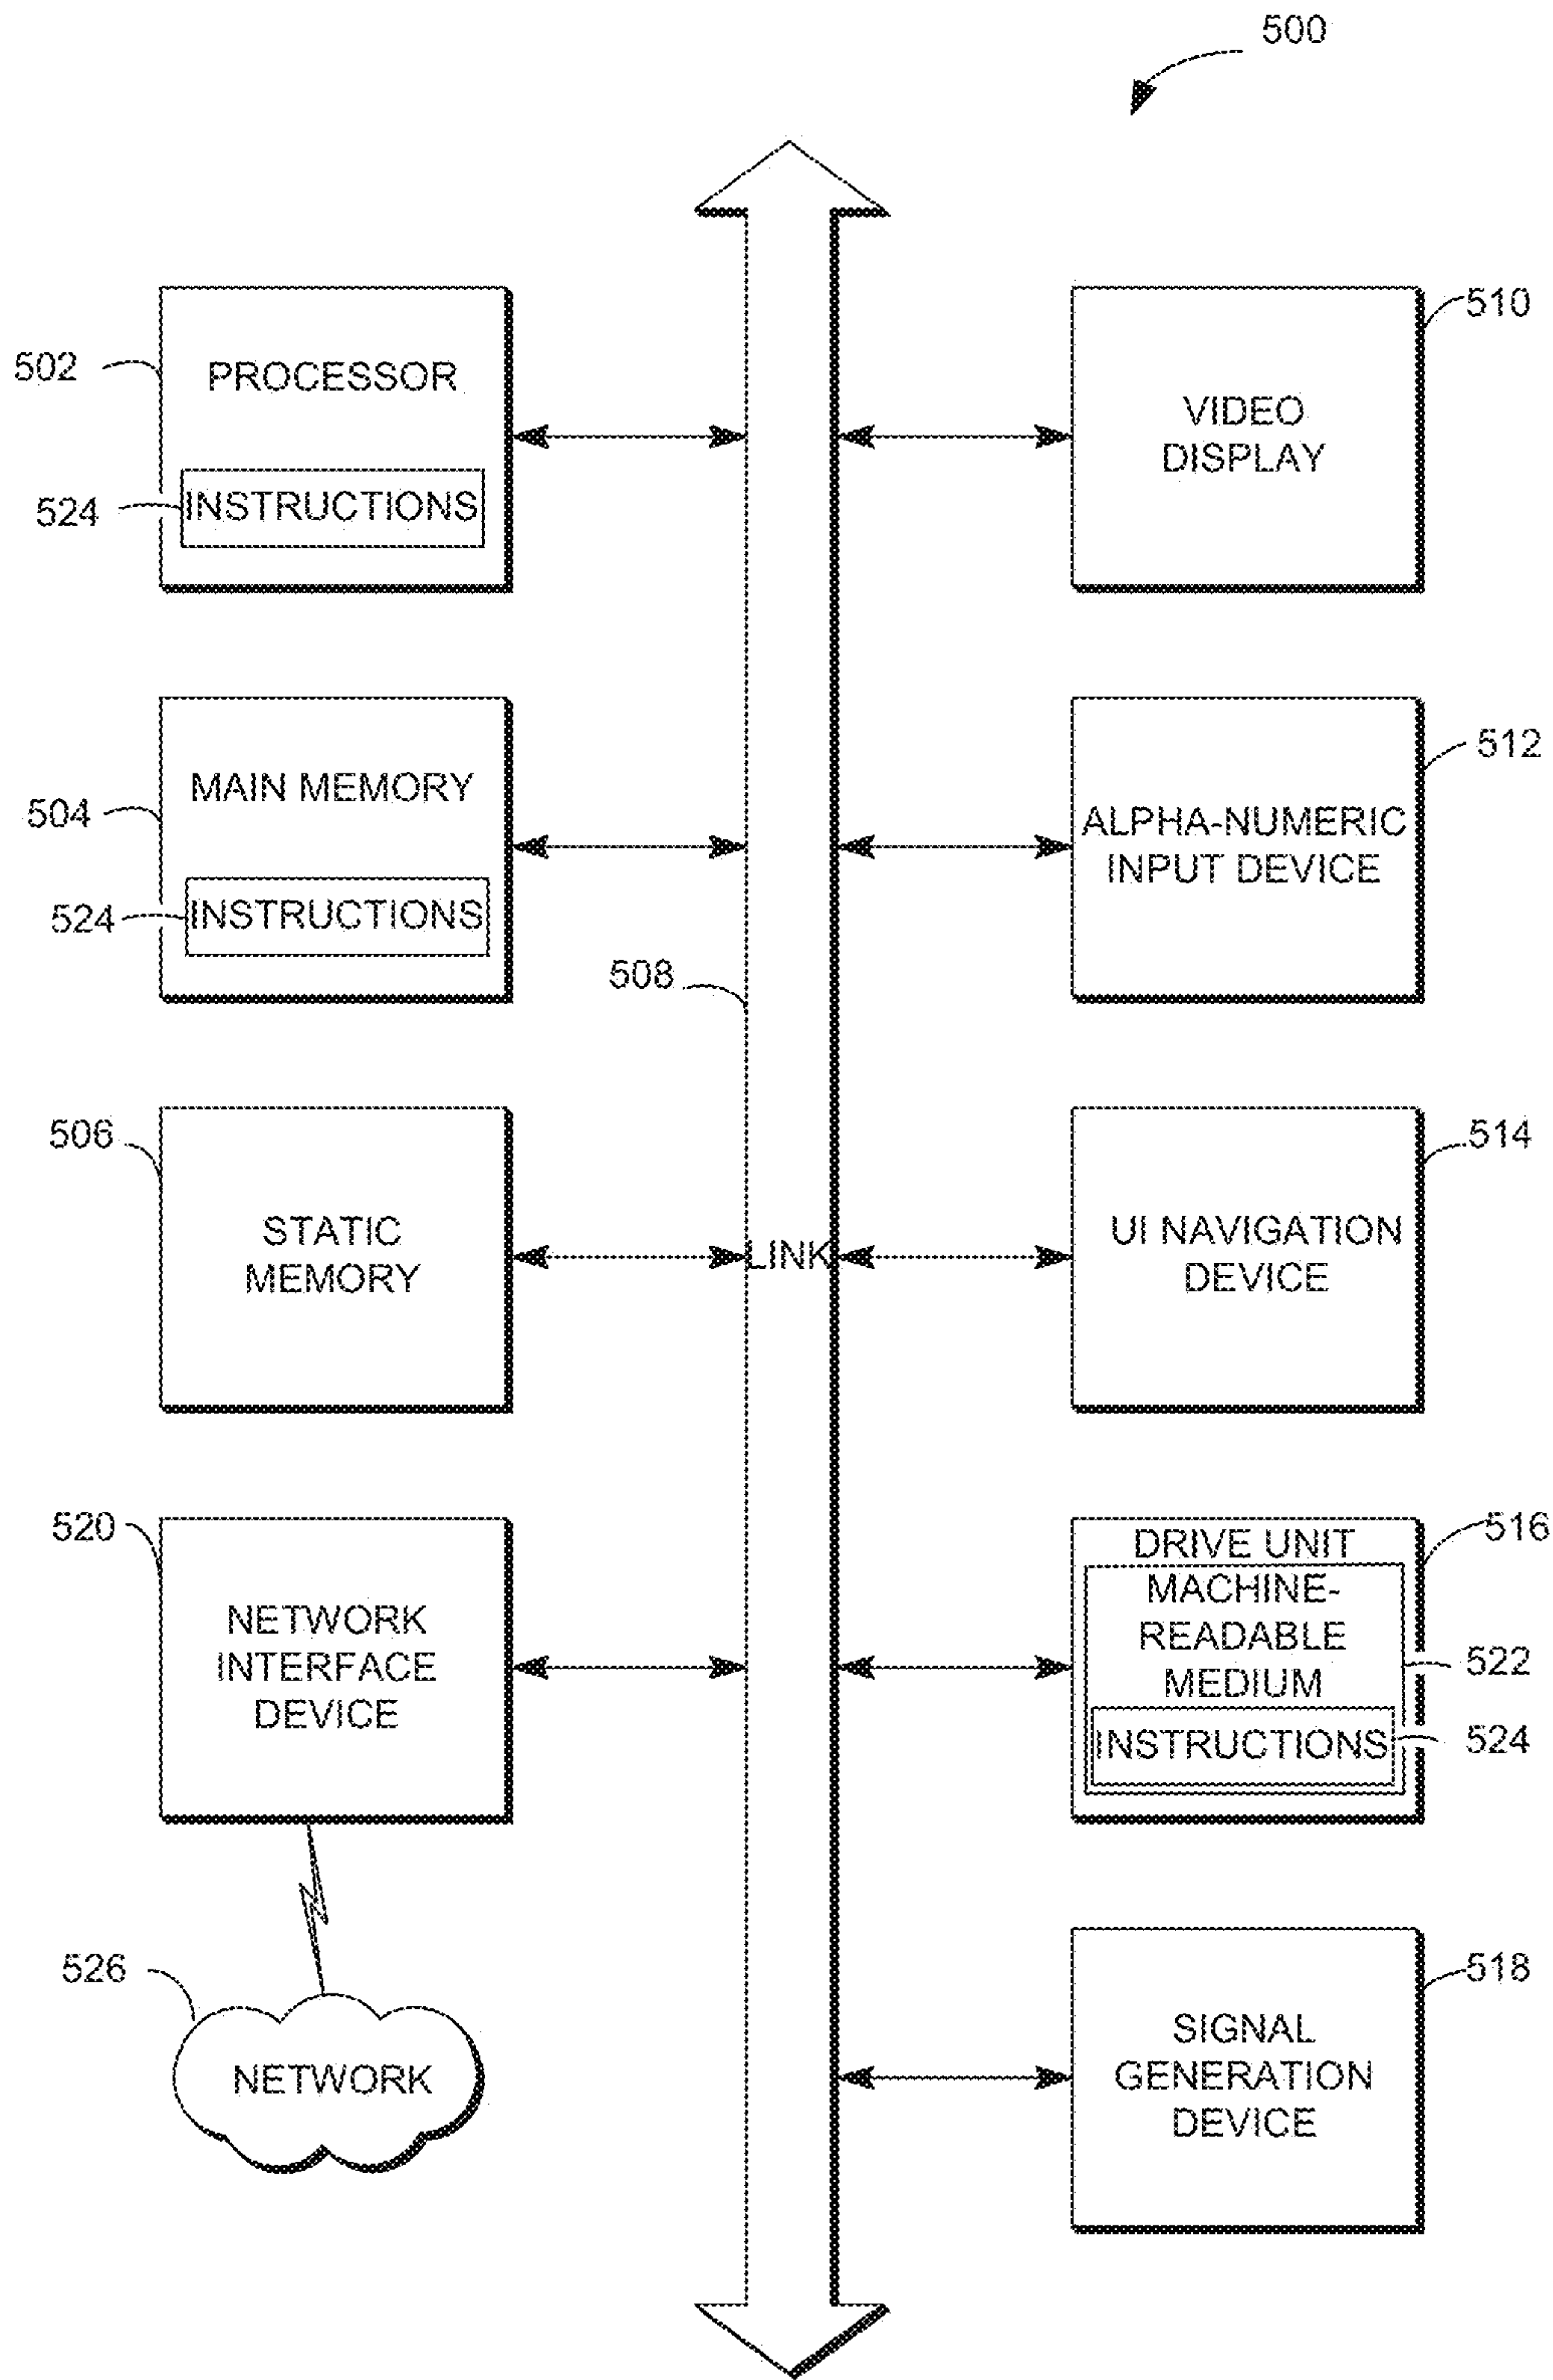 500
502
PROCESSOR
524
INSTRUCTIONS
510
VIDEO
DISPLAY
504
MAIN MEMORY
524
INSTRUCTIONS
512
ALPHA-NUMERIC
INPUT DEVICE
508
506
STATIC
MEMORY
LINK
514
UI NAVIGATION
DEVICE
520
NETWORK
INTERFACE
DEVICE
516
DRIVE UNIT
MACHINE-
READABLE
MEDIUM
522
INSTRUCTIONS
524
526
NETWORK
518
SIGNAL
GENERATION
DEVICE